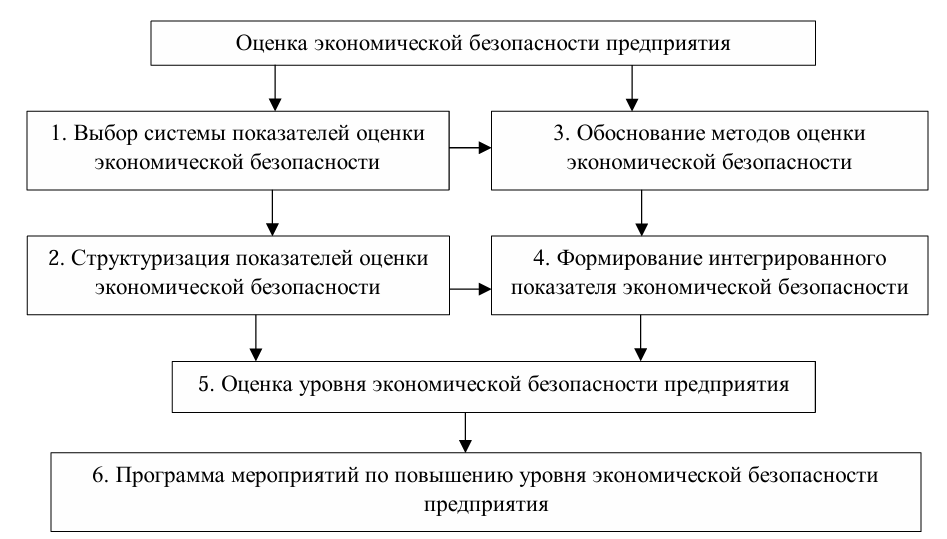 Оценка экономической безопасности предприятия
1. Выбор системы показателей оценки
экономической безопасности
3. Обоснование методов оценки
экономической безопасности
2. Структуризация показателей оценки
экономической безопасности
4. Формирование интегрированного
показателя экономической безопасности
5. Оценка уровня экономической безопасности предприятия
6. Программа мероприятий по повышению уровня экономической безопасности
предприятия